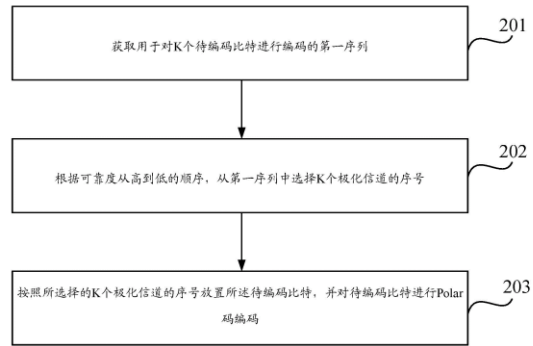 201
获取用于对K个待编码比特进行编码的第一序列
202
根据可靠度从高到低的顺序，从第一序列中选择K个极化信道的序号
203
按照所选择的K个极化信道的序号放置所述待编码比特，并对待编码比特进行Polar
码编码